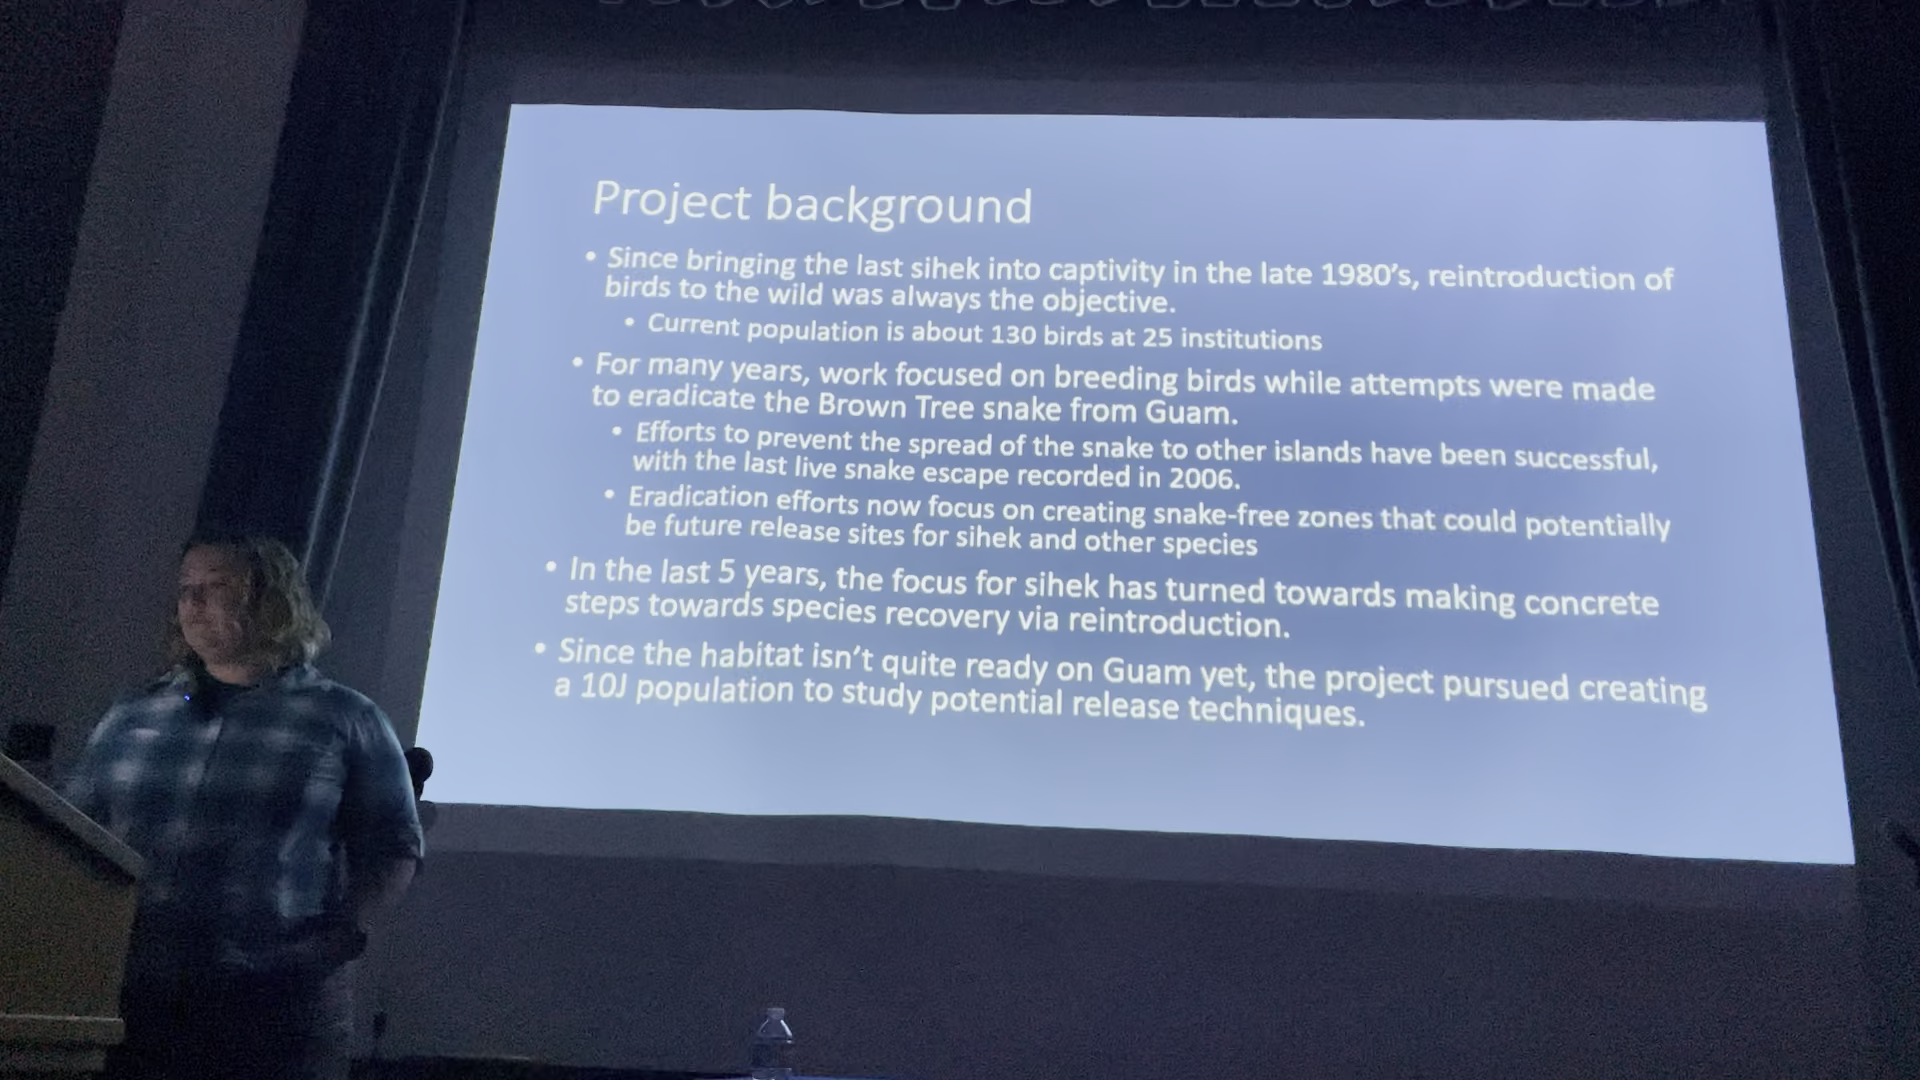 Project background
• Since bringing the last sihek into captivity in the late 1980's, reintroduction of
birds to the wild was always the objective.
• Current population is about 130 birds at 25 institutions
• For many years, work focused on breeding birds while attempts were made
to eradicate the Brown Tree snake from Guam.
• Efforts to prevent the spread of the snake to other islands have been successful,
with the last live snake escape recorded in 2006.
• Eradication efforts now focus on creating snake-free zones that could potentially
be future release sites for sihek and other species
• In the last 5 years, the focus for sihek has turned towards making concrete
steps towards species recovery via reintroduction.
• Since the habitat isn't quite ready on Guam yet, the project pursued creating
a 10J population to study potential release techniques.